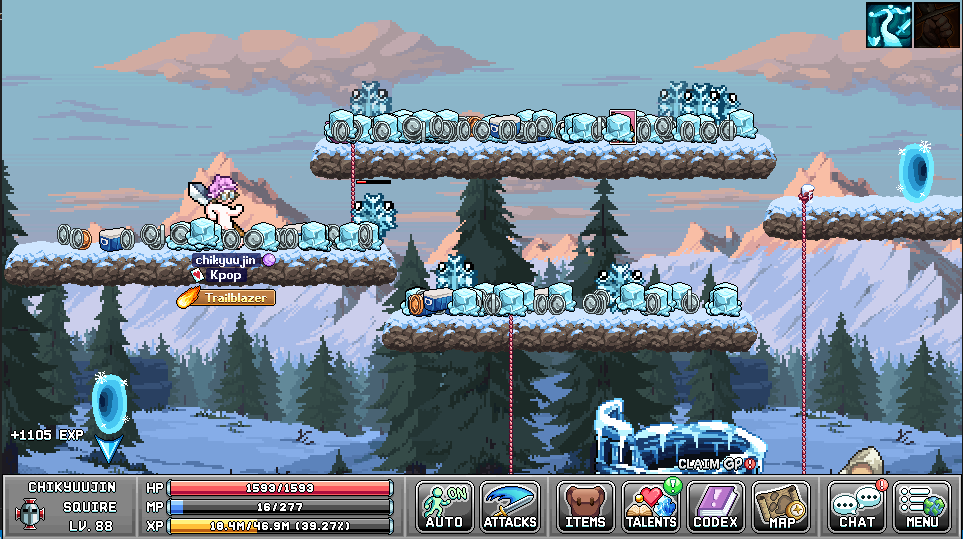 chikyuujin
Kpop
Trailblazer
+1105 EXP
CLAIM GP
CHIKYUUJIN
SQUIRE
LV. 88
HP 1593/1593
MP 16/277
XP 18.4M/46.9M (39.27%)
ON
AUTO
ATTACKS
ITEMS
TALENTS
CODEX
MAP
CHAT
MENU